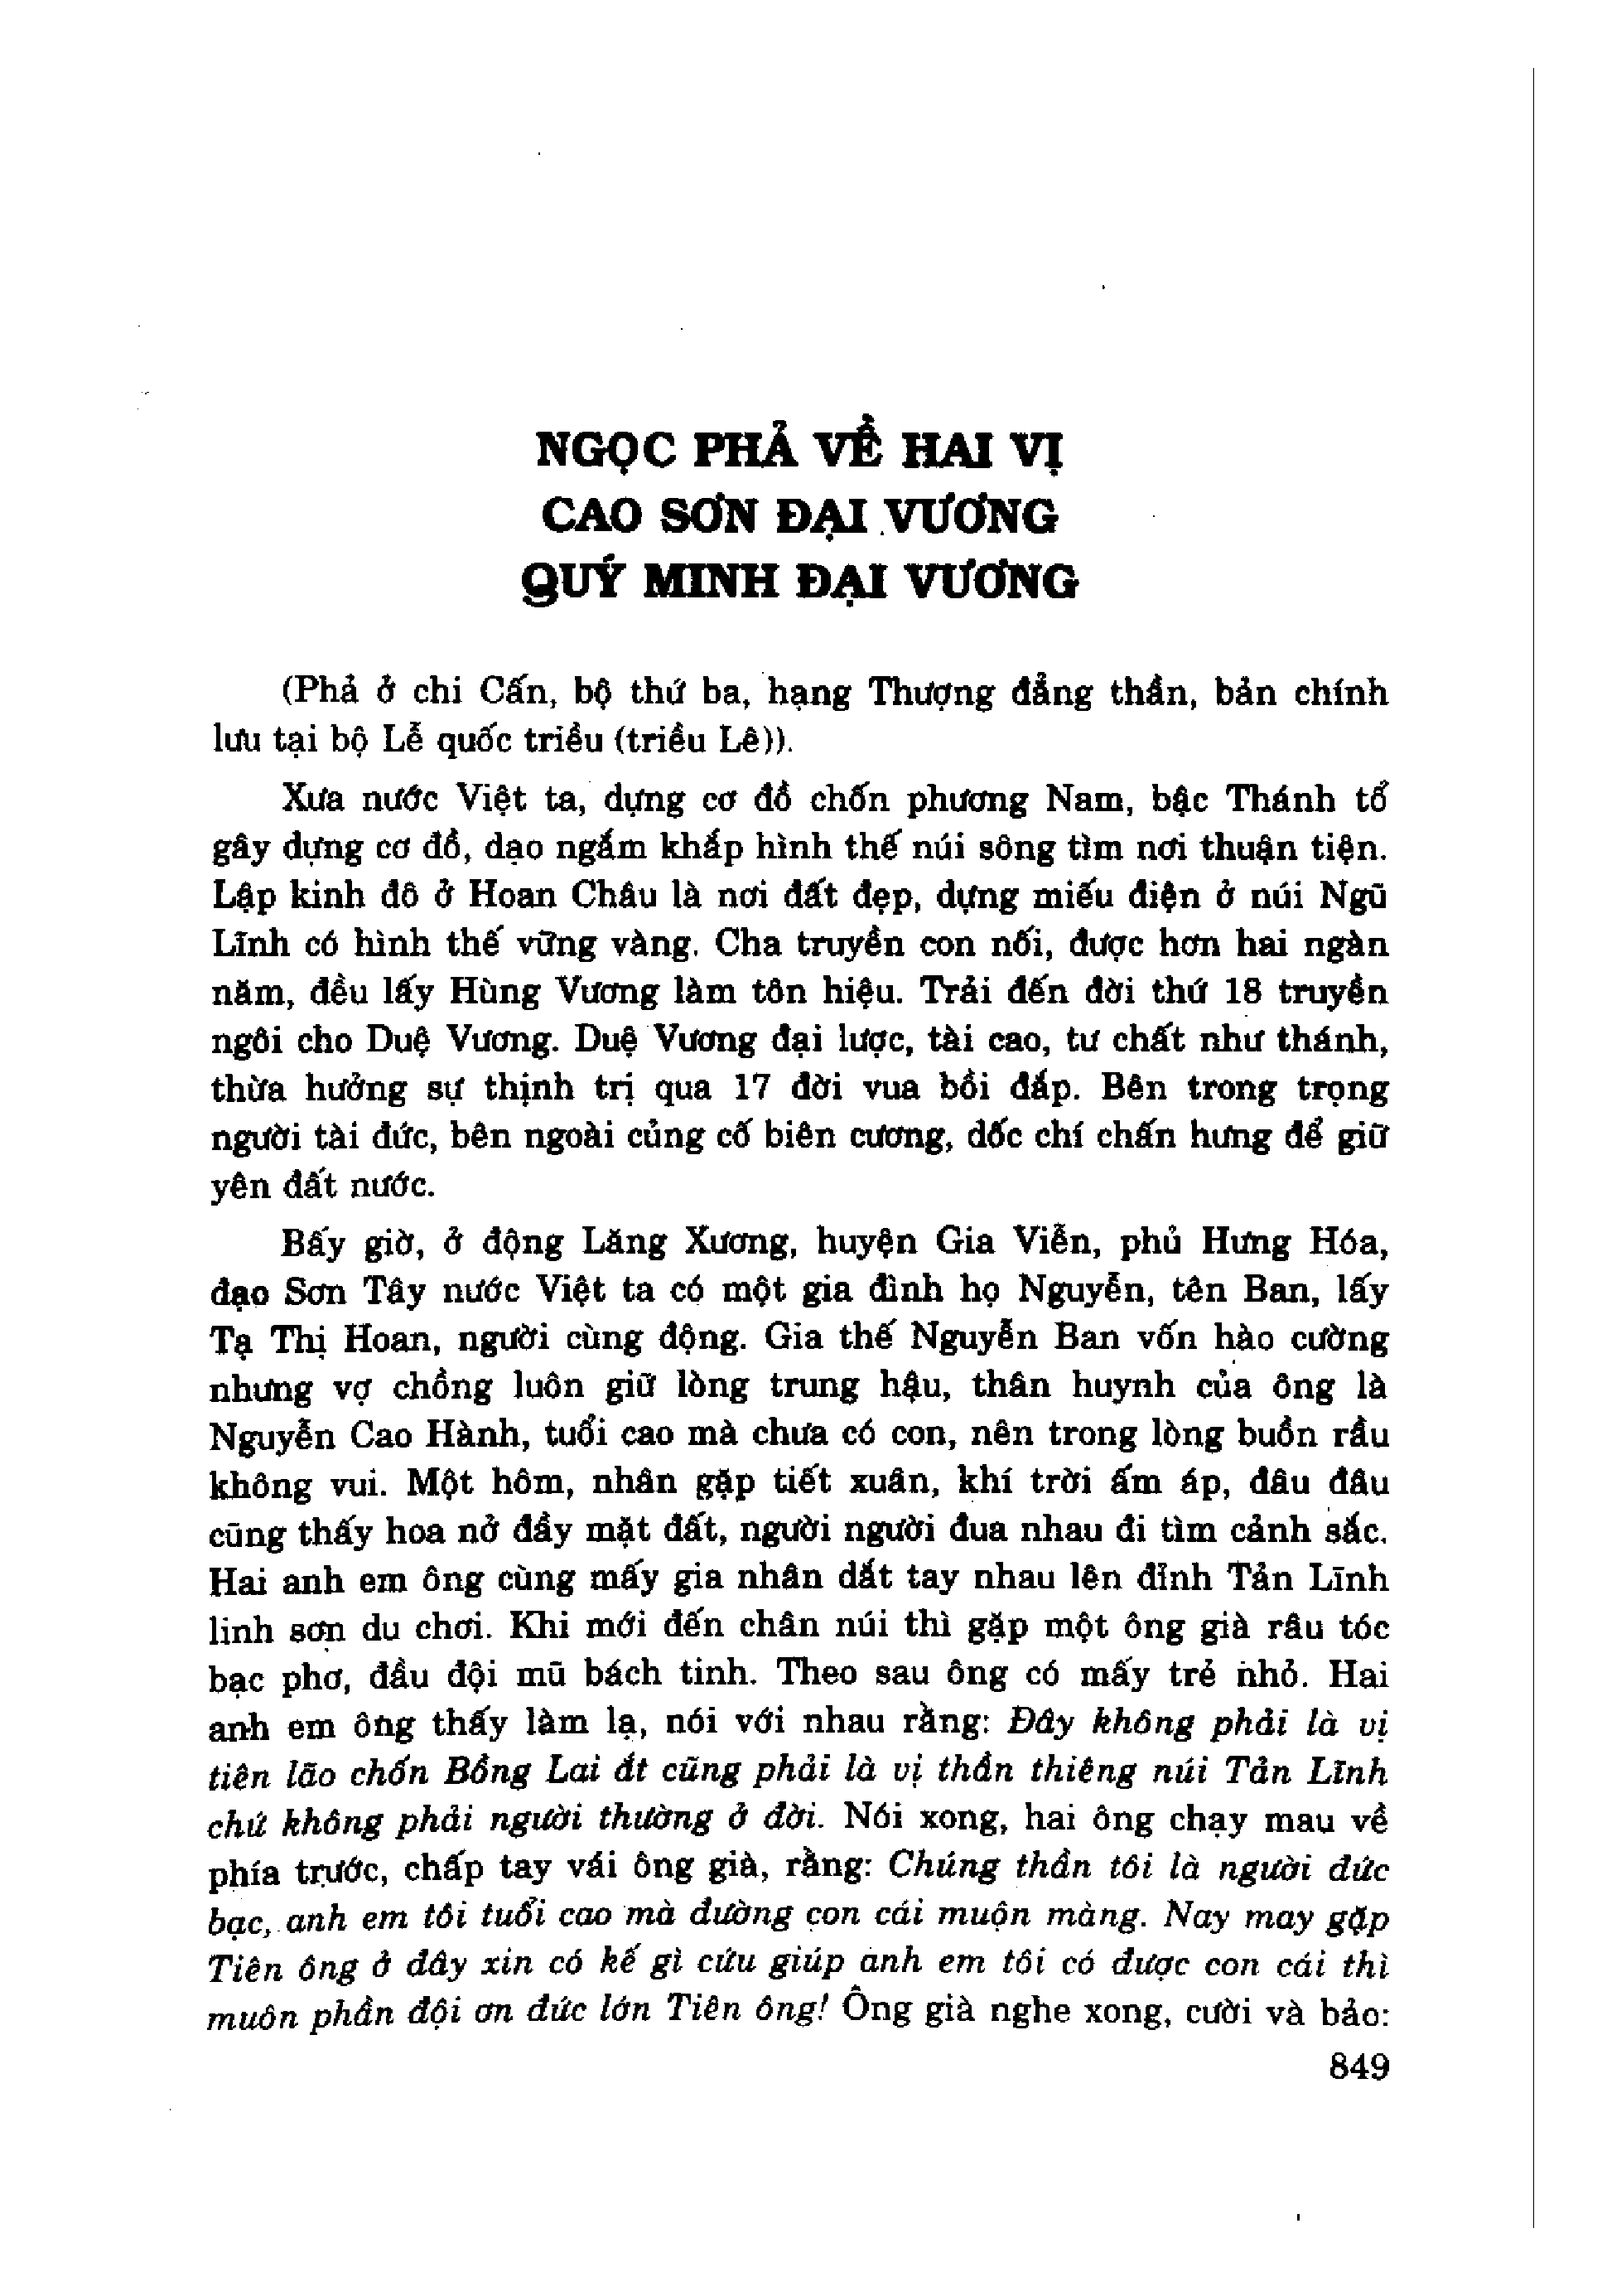 NGỌC PHẢ VỀ HAI VỊ
CAO SƠN ĐẠI VƯƠNG
QUÝ MINH ĐẠI VƯƠNG
(Phả ở chi Cấn, bộ thứ ba, hạng Thượng đẳng thần, bản chính
lưu tại bộ Lễ quốc triều (triều Lê)).
Xưa nước Việt ta, dựng cơ đồ chốn phương Nam, bậc Thánh tổ
gây dựng cơ đồ, dạo ngắm khắp hình thế núi sông tìm nơi thuận tiện.
Lập kinh đô ở Hoan Châu là nơi đất đẹp, dựng miếu điện ở núi Ngũ
Lĩnh có hình thế vững vàng. Cha truyền con nối, được hơn hai ngàn
năm, đều lấy Hùng Vương làm tôn hiệu. Trải đến đời thứ 18 truyền
ngôi cho Duệ Vương. Duệ Vương đại lược, tài cao, tư chất như thánh,
thừa hưởng sự thịnh trị qua 17 đời vua bồi đắp. Bên trong trọng
người tài đức, bên ngoài củng cố biên cương, dốc chí chấn hưng để giữ
yên đất nước.
Bấy giờ, ở động Lăng Xương, huyện Gia Viễn, phủ Hưng Hóa,
đạo Sơn Tây nước Việt ta có một gia đình họ Nguyễn, tên Ban, lấy
Tạ Thị Hoan, người cùng động. Gia thế Nguyễn Ban vốn hào cường
nhưng vợ chồng luôn giữ lòng trung hậu, thân huynh của ông là
Nguyễn Cao Hành, tuổi cao mà chưa có con, nên trong lòng buồn rầu
không vui. Một hôm, nhân gặp tiết xuân, khí trời ấm áp, đâu đâu
cũng thấy hoa nở đầy mặt đất, người người đua nhau đi tìm cảnh sắc.
Hai anh em ông cùng mấy gia nhân dắt tay nhau lên đỉnh Tản Lĩnh
linh sơn du chơi. Khi mới đến chân núi thì gặp một ông già râu tóc
bạc phơ, đầu đội mũ bách tinh. Theo sau ông có mấy trẻ nhỏ. Hai
anh em ông thấy làm lạ, nói với nhau rằng: Đây không phải là vị
tiên lão chốn Bồng Lai ắt cũng phải là vị thần thiêng núi Tản Lĩnh
chứ không phải người thường ở đời. Nói xong, hai ông chạy mau về
phía trước, chấp tay vái ông già, rằng: Chúng thần tôi là người đức
bạc, anh em tôi tuổi cao mà đường con cái muộn màng. Nay may gặp
Tiên ông ở đây xin có kế gì cứu giúp anh em tôi có được con cái thì
muôn phần đội ơn đức lớn Tiên ông! Ông già nghe xong, cười và bảo:
849